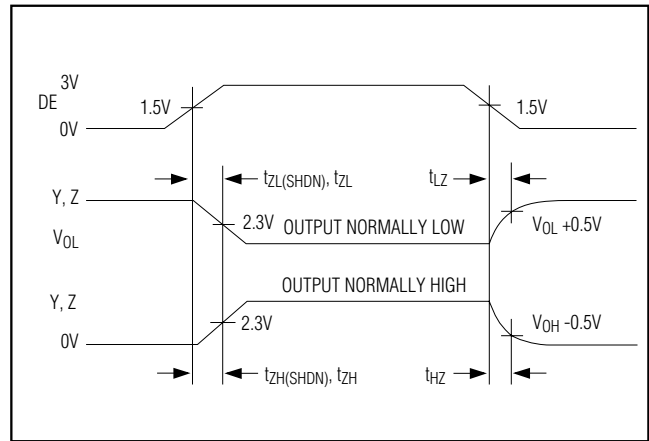 3V
DE
1.5V
1.5V
0V
tZL(SHDN), tZL
tLZ
Y, Z
2.3V
OUTPUT NORMALLY LOW
VOL +0.5V
VOL
OUTPUT NORMALLY HIGH
Y, Z
2.3V
VOH -0.5V
0V
tZH(SHDN), tZH
tHZ